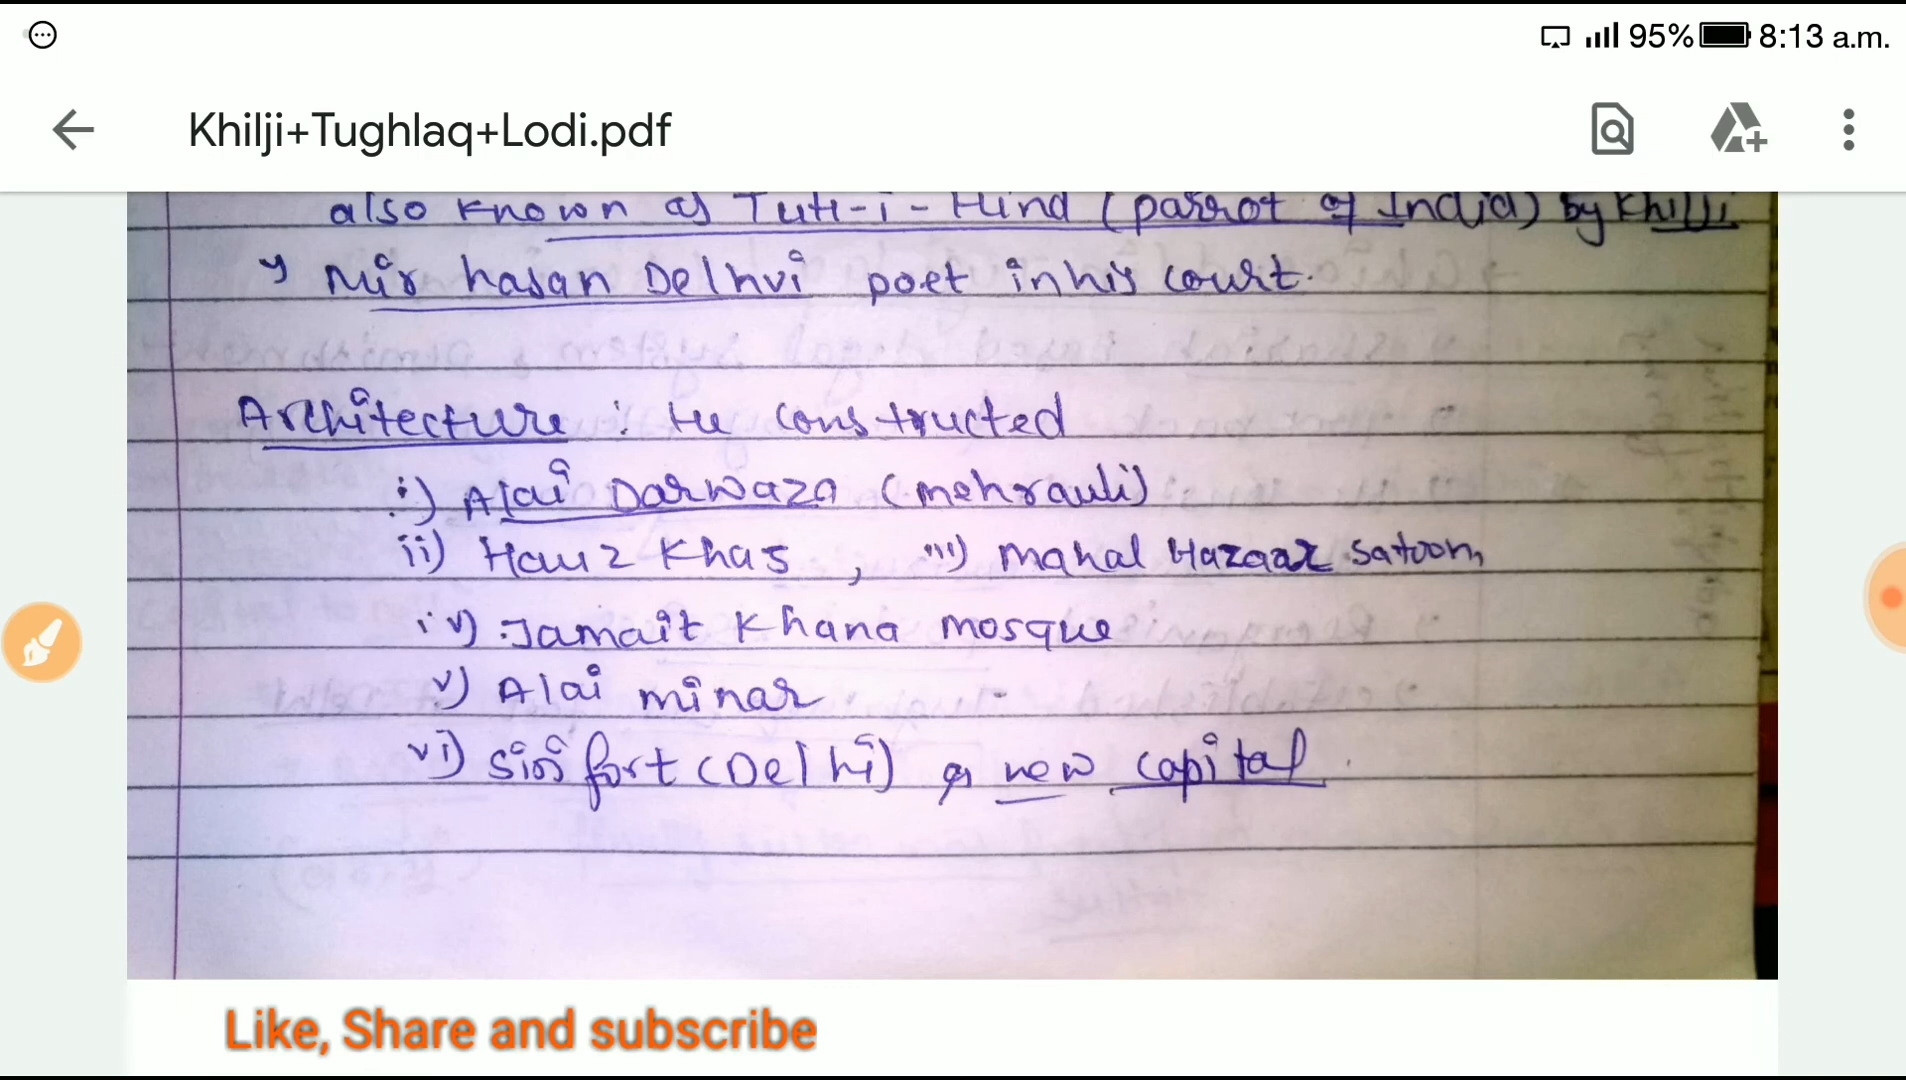 95% 8:13 a.m.
Khilji+Tughlaq+Lodi.pdf
also known as Tuti-i-Hind (parrot of India) by Khilji
Mir hasan Delhvi poet in his court.
Architecture : He constructed
i) Alai Darwaza (mehrauli)
ii) Hauz Khas , iii) mahal Hazaar satoon
iv) Jamait Khana mosque
v) Alai minar
vi) Siri fort (Delhi) as new capital.
Like, Share and subscribe